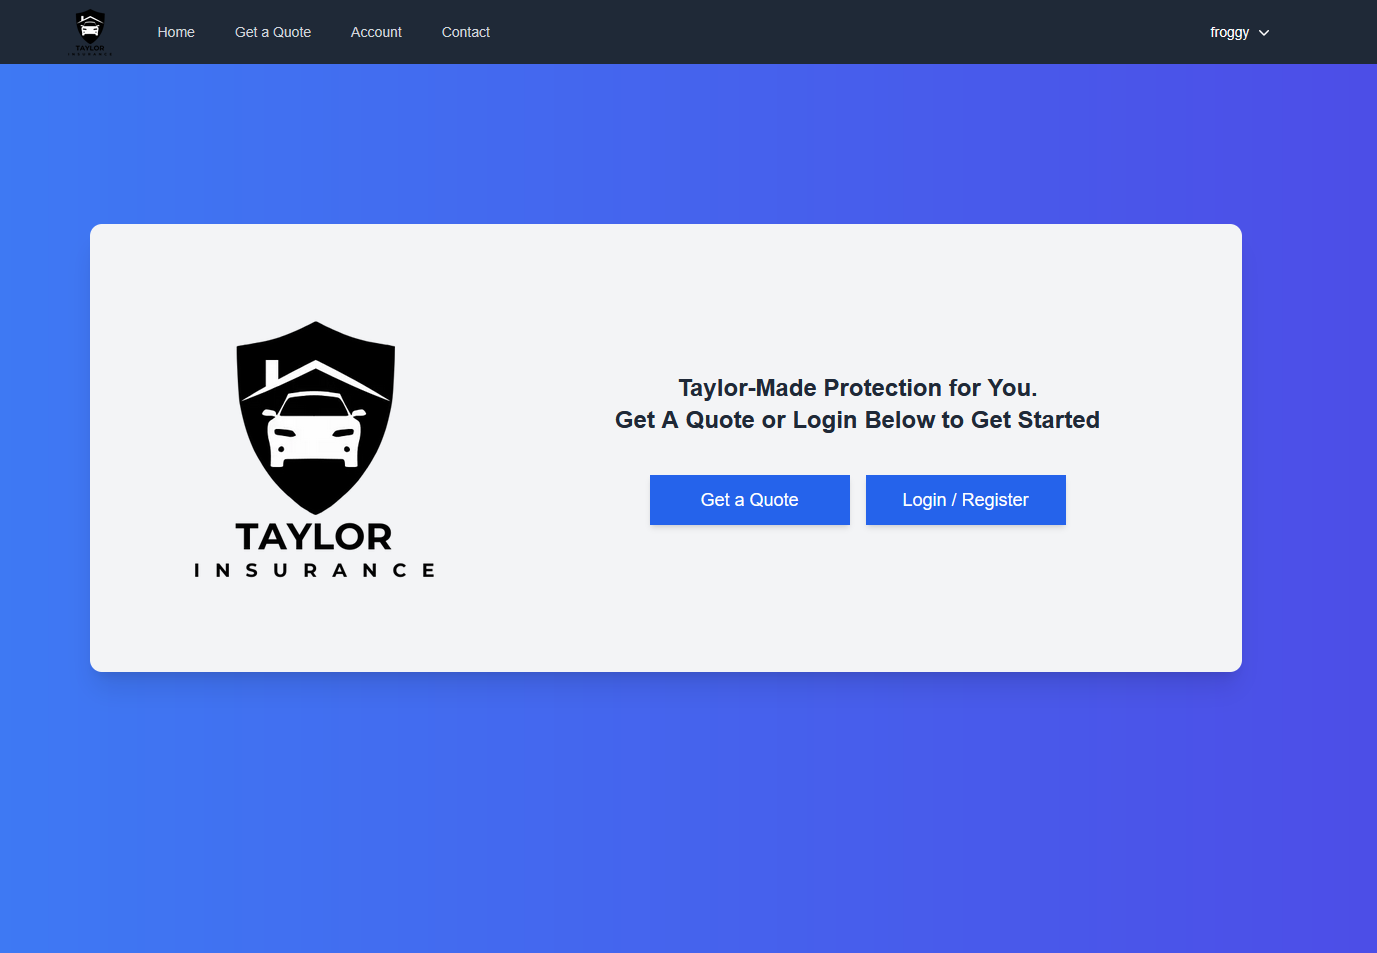 TAYLOR
INSURANCE
Home
Get a Quote
Account
Contact
froggy
TAYLOR
INSURANCE
Taylor-Made Protection for You.
Get A Quote or Login Below to Get Started
Get a Quote
Login / Register